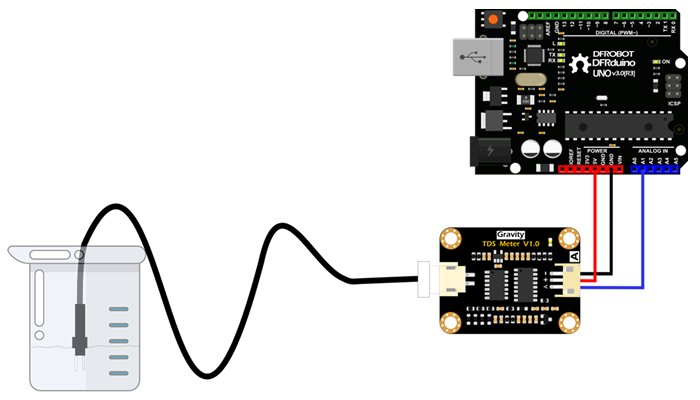 AREF
GND
13
12
~11
~10
~9
8
7
~6
~5
4
~3
2
TX 1
RX 0
DIGITAL (PWM~)
L
TX
RX
DFROBOT
DFRduino
UNO v3.0[R3]
ON
ICSP
POWER
ANALOG IN
IOREF
RESET
3V3
5V
GND
GND
VIN
A0
A1
A2
A3
A4
A5
Gravity
TDS Meter V1.0
A
- + A